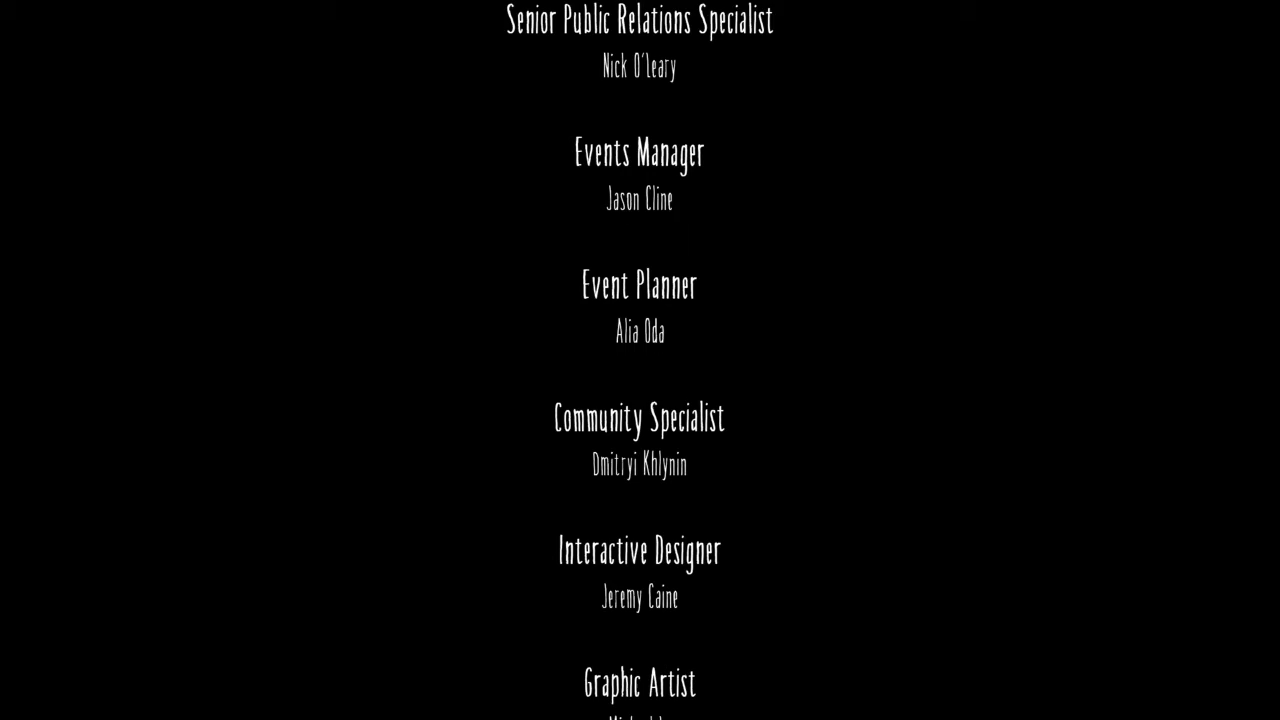 Senior Public Relations Specialist
Nick O'Leary
Events Manager
Jason Cline
Event Planner
Alia Oda
Community Specialist
Dmitryi Khlynin
Interactive Designer
Jeremy Caine
Graphic Artist